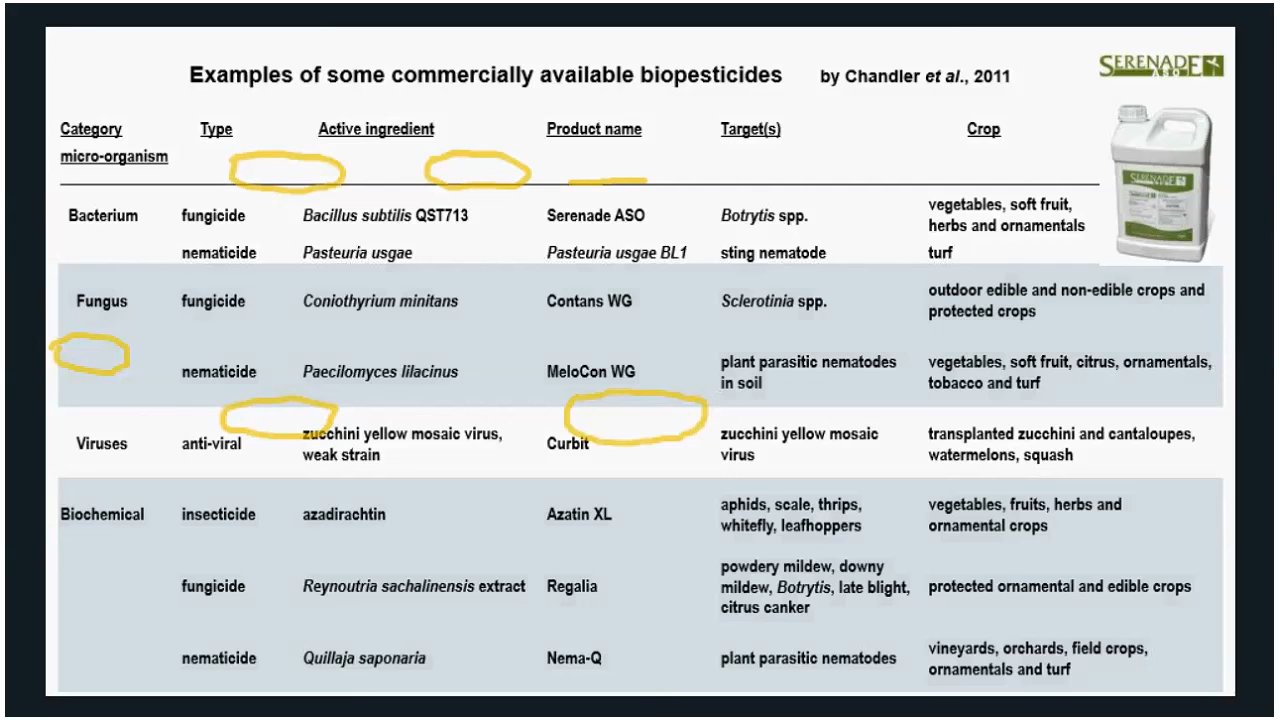 Examples of some commercially available biopesticides by Chandler et al., 2011
SERENADE
ASO
Category Type Active ingredient Product name Target(s) Crop
micro-organism
SERENADE
Bacterium fungicide Bacillus subtilis QST713 Serenade ASO Botrytis spp. vegetables, soft fruit,
herbs and ornamentals
nematicide Pasteuria usgae Pasteuria usgae BL1 sting nematode turf
Fungus fungicide Coniothyrium minitans Contans WG Sclerotinia spp. outdoor edible and non-edible crops and
protected crops
nematicide Paecilomyces lilacinus MeloCon WG plant parasitic nematodes vegetables, soft fruit, citrus, ornamentals,
in soil tobacco and turf
Viruses anti-viral zucchini yellow mosaic virus, Curbit zucchini yellow mosaic transplanted zucchini and cantaloupes,
weak strain virus watermelons, squash
Biochemical insecticide azadirachtin Azatin XL aphids, scale, thrips, vegetables, fruits, herbs and
whitefly, leafhoppers ornamental crops
fungicide Reynoutria sachalinensis extract Regalia powdery mildew, downy
mildew, Botrytis, late blight, protected ornamental and edible crops
citrus canker
nematicide Quillaja saponaria Nema-Q plant parasitic nematodes vineyards, orchards, field crops,
ornamentals and turf